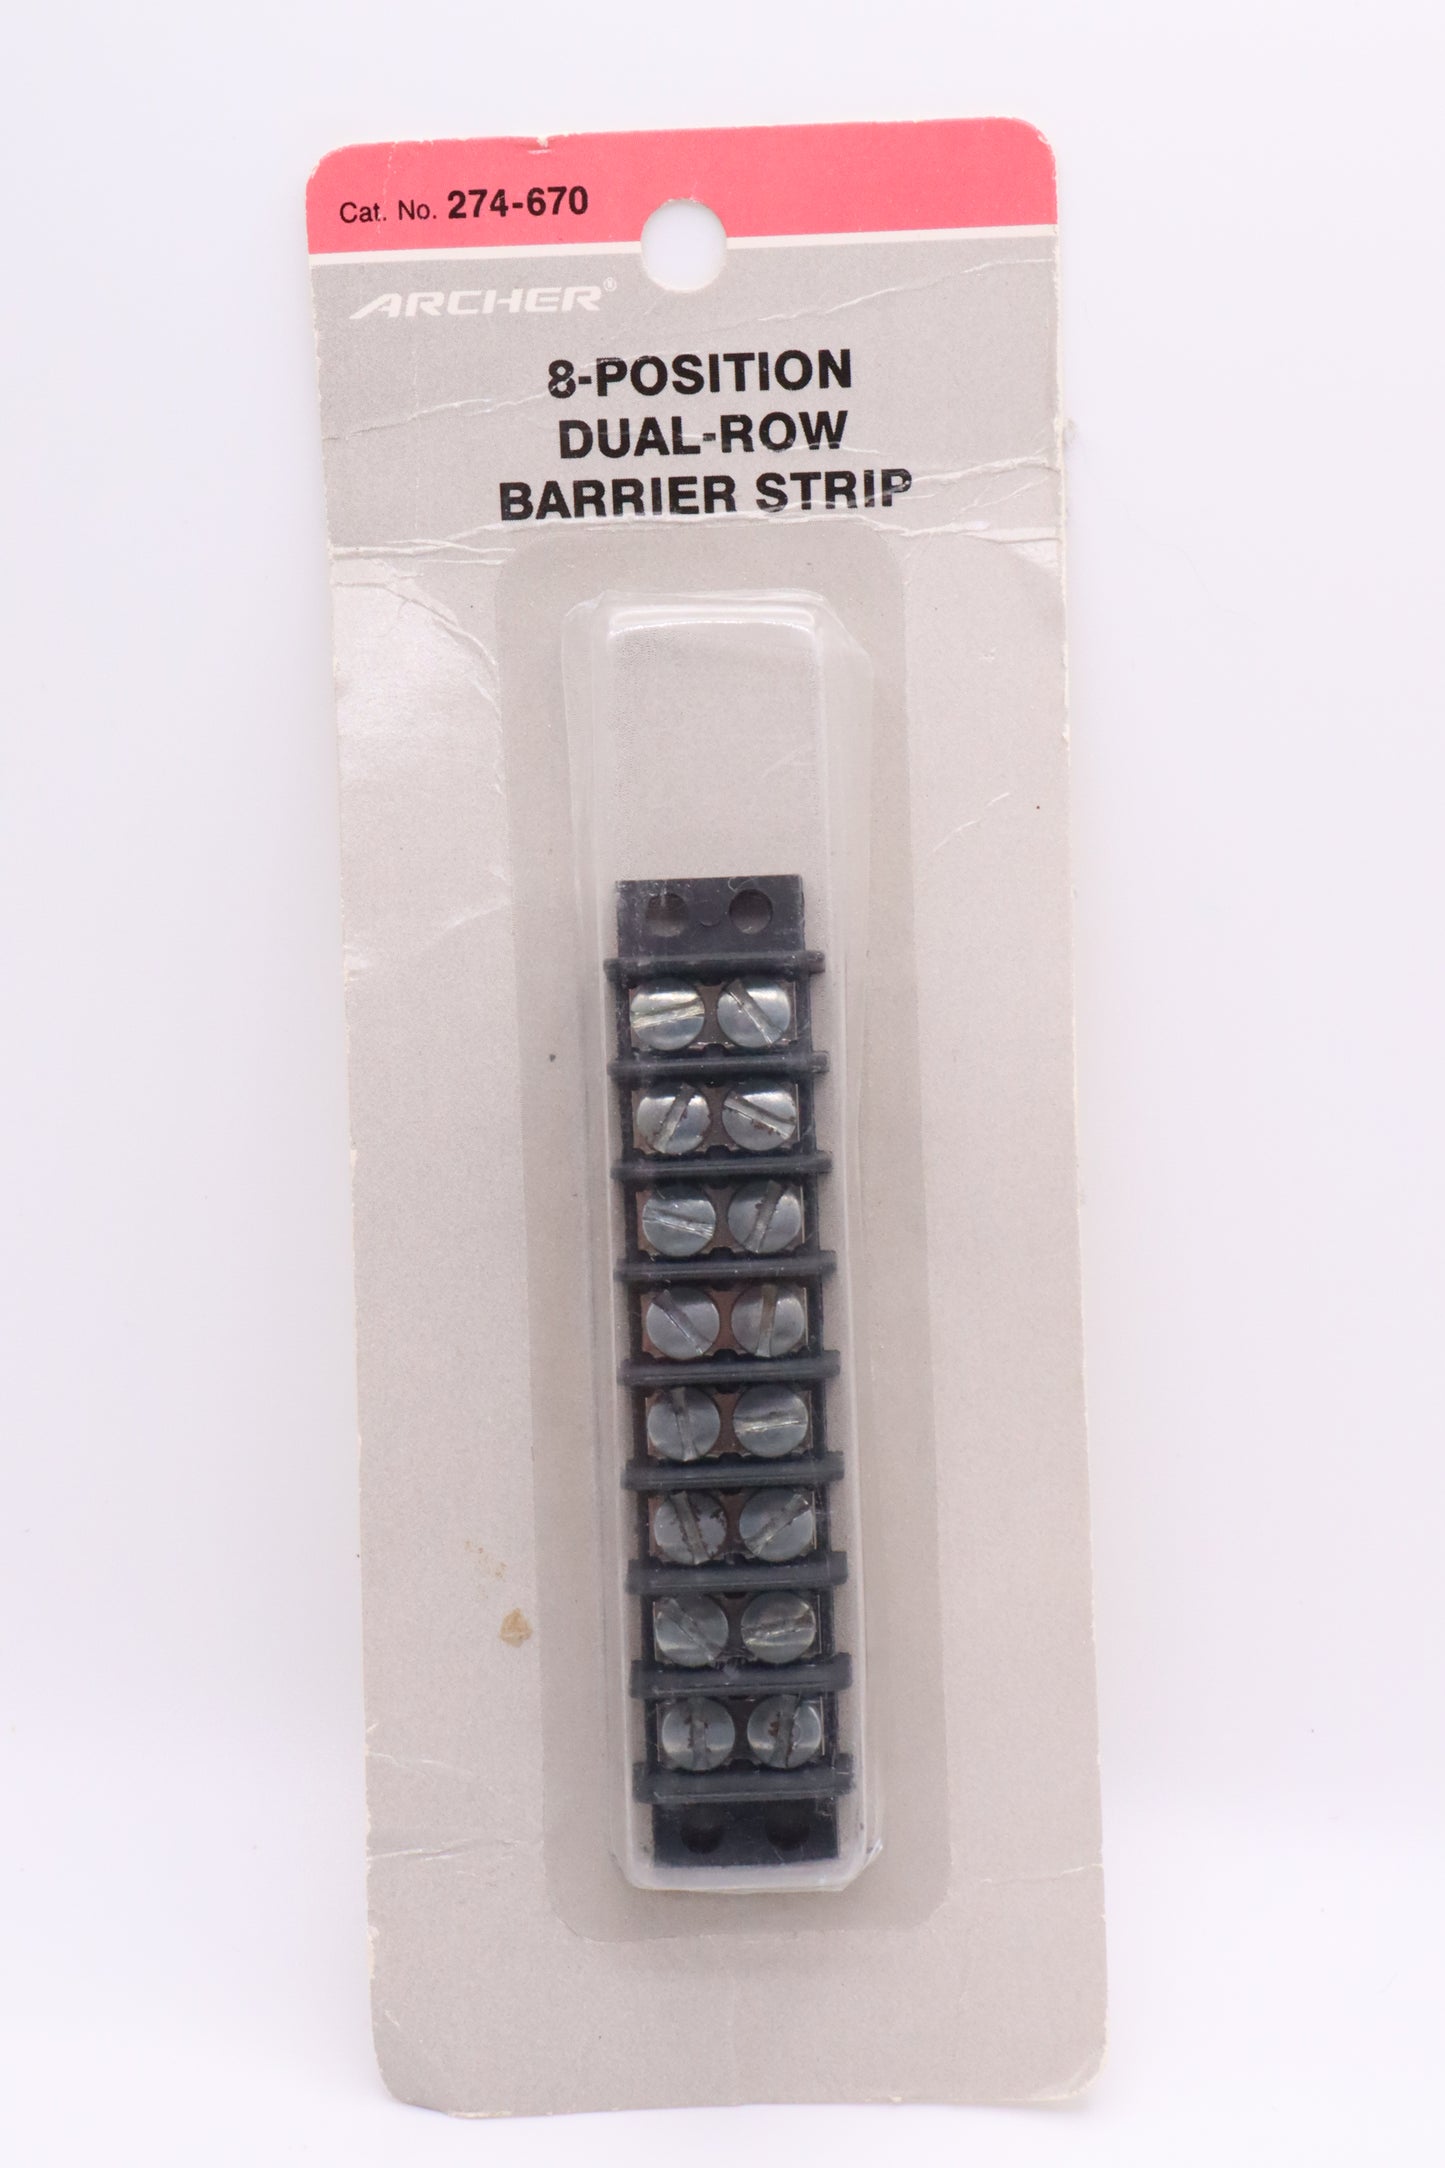 Cat. No. 274-670
ARCHER®
8-POSITION
DUAL-ROW
BARRIER STRIP